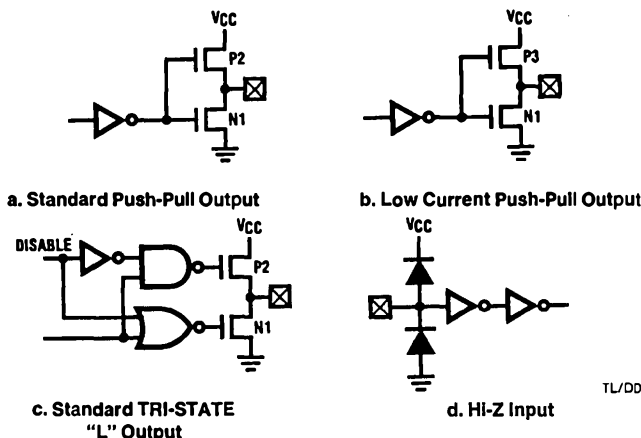 VCC
P2
N1
a. Standard Push-Pull Output
VCC
P3
N1
b. Low Current Push-Pull Output
DISABLE
VCC
P2
N1
c. Standard TRI-STATE
"L" Output
VCC
d. Hi-Z Input
TL/DD